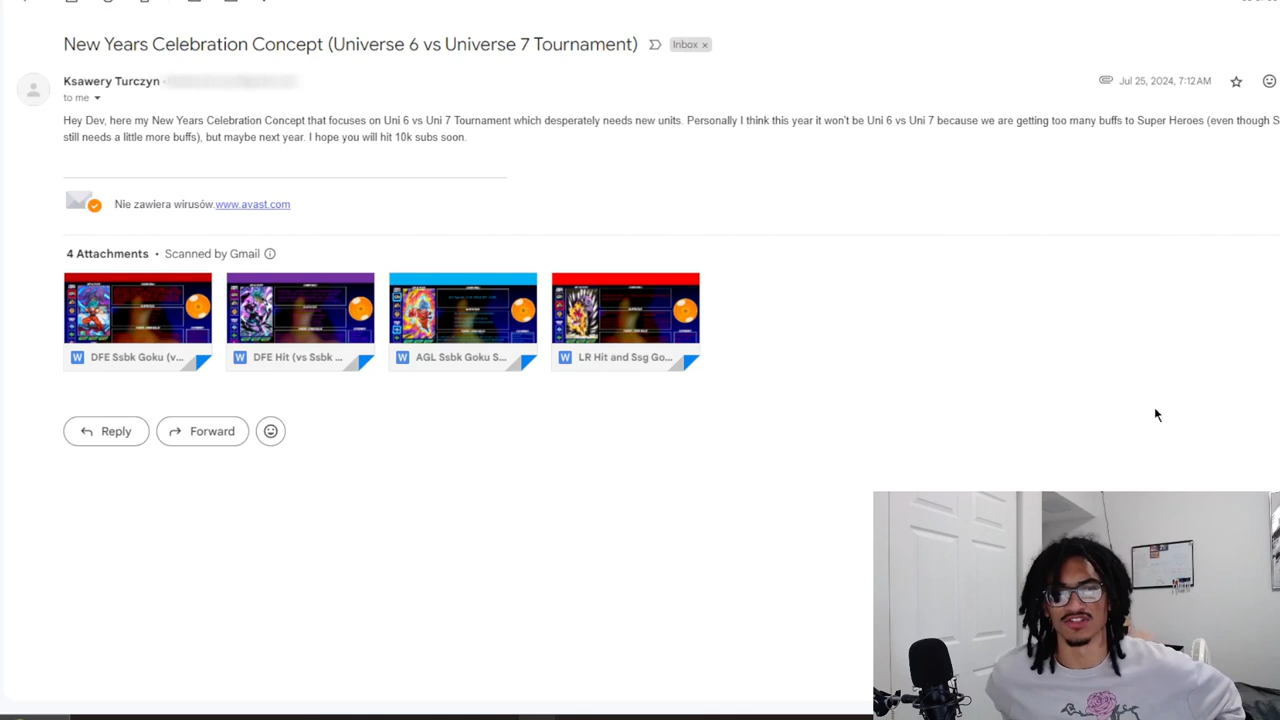 New Years Celebration Concept (Universe 6 vs Universe 7 Tournament) Inbox ×
Ksawery Turczyn
Jul 25, 2024, 7:12 AM
to me
Hey Dev, here my New Years Celebration Concept that focuses on Uni 6 vs Uni 7 Tournament which desperately needs new units. Personally I think this year it won't be Uni 6 vs Uni 7 because we are getting too many buffs to Super Heroes (even though S
still needs a little more buffs), but maybe next year. I hope you will hit 10k subs soon.
Nie zawiera wirusów.www.avast.com
4 Attachments • Scanned by Gmail
W DFE Ssbk Goku (v...
W DFE Hit (vs Ssbk ...
W AGL Ssbk Goku S...
W LR Hit and Ssg Go...
Reply
Forward